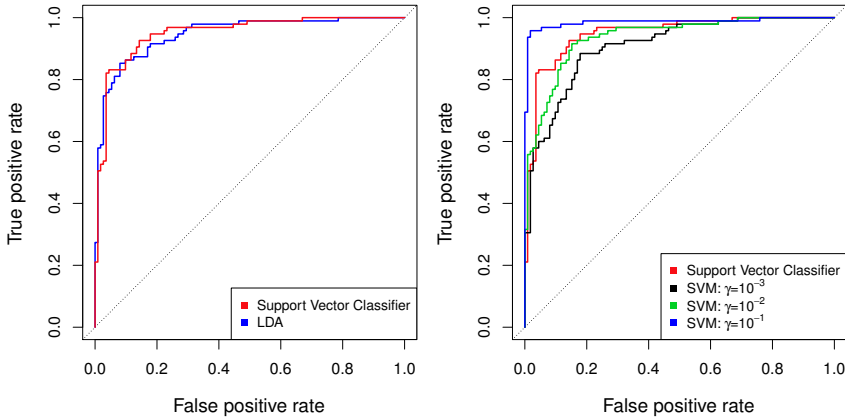 True positive rate
1.0
0.8
0.6
0.4
0.2
0.0
Support Vector Classifier
LDA
0.0 0.2 0.4 0.6 0.8 1.0
False positive rate
True positive rate
1.0
0.8
0.6
0.4
0.2
0.0
Support Vector Classifier
SVM: γ=10⁻³
SVM: γ=10⁻²
SVM: γ=10⁻¹
0.0 0.2 0.4 0.6 0.8 1.0
False positive rate